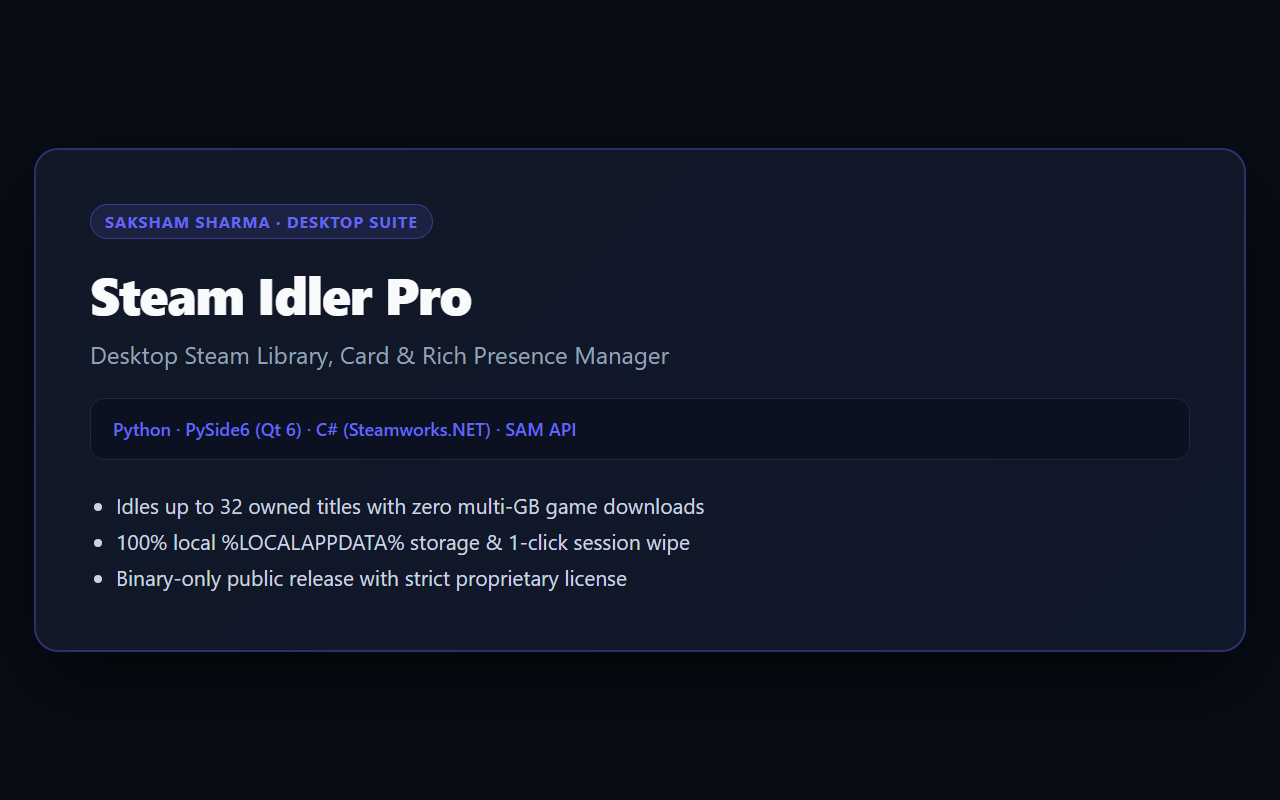 SAKSHAM SHARMA · DESKTOP SUITE
Steam Idler Pro
Desktop Steam Library, Card & Rich Presence Manager
Python · PySide6 (Qt 6) · C# (Steamworks.NET) · SAM API
• Idles up to 32 owned titles with zero multi-GB game downloads
• 100% local %LOCALAPPDATA% storage & 1-click session wipe
• Binary-only public release with strict proprietary license